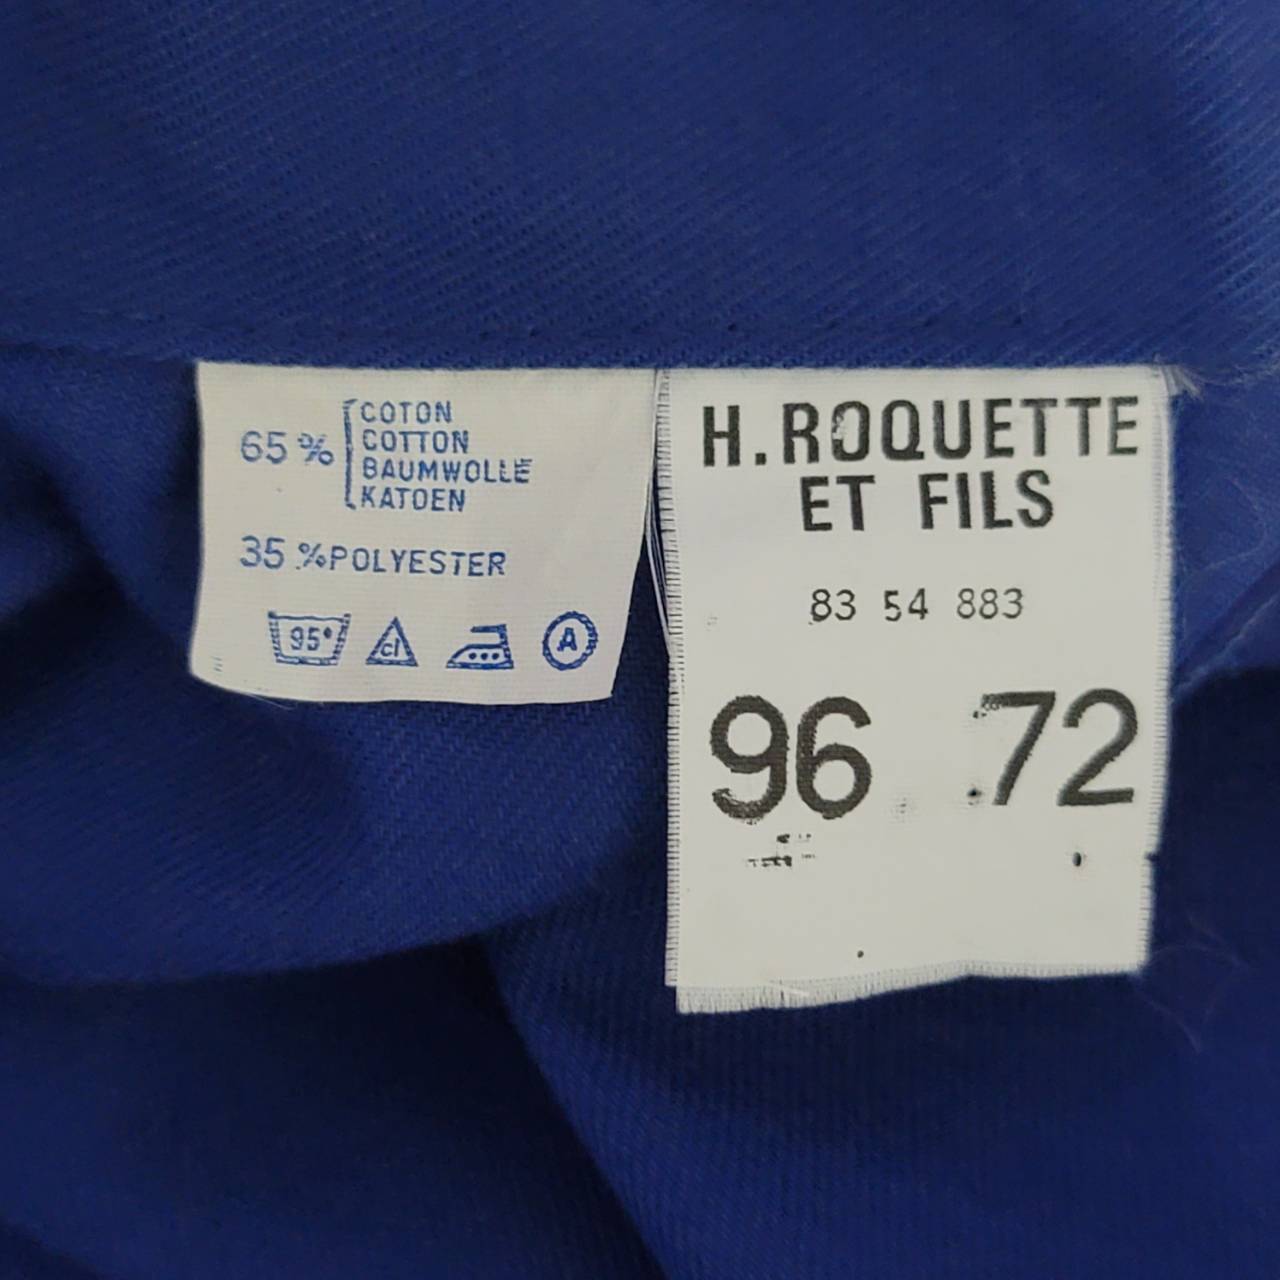 65 %
COTON
COTTON
BAUMWOLLE
KATOEN
35 % POLYESTER
95° cl A
H. ROQUETTE
ET FILS
83 54 883
96 72